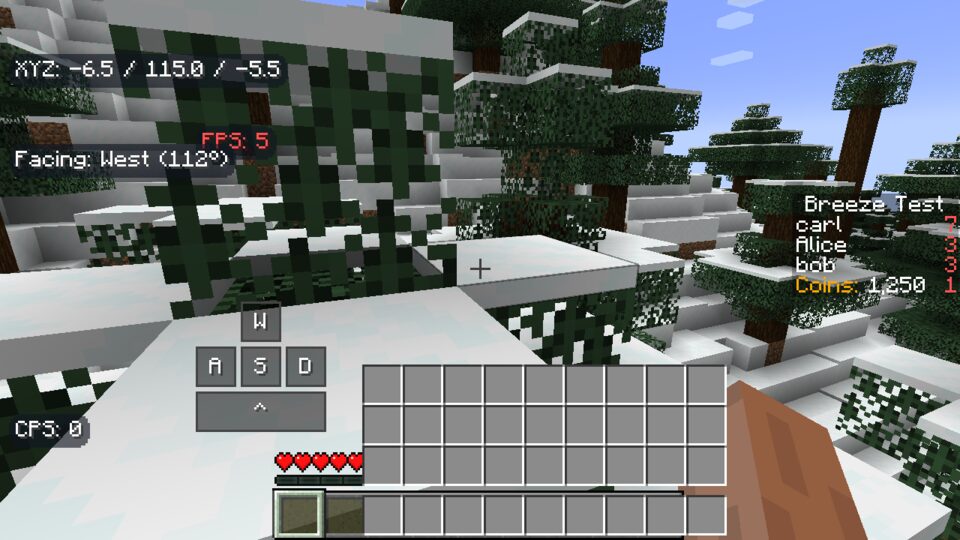 XYZ: -6.5 / 115.0 / -5.5
FPS: 5
Facing: West (112°)
Breeze Test
carl 7
Alice 3
bob 3
Coins: 1,250 1
W
A S D
^
CPS: 0